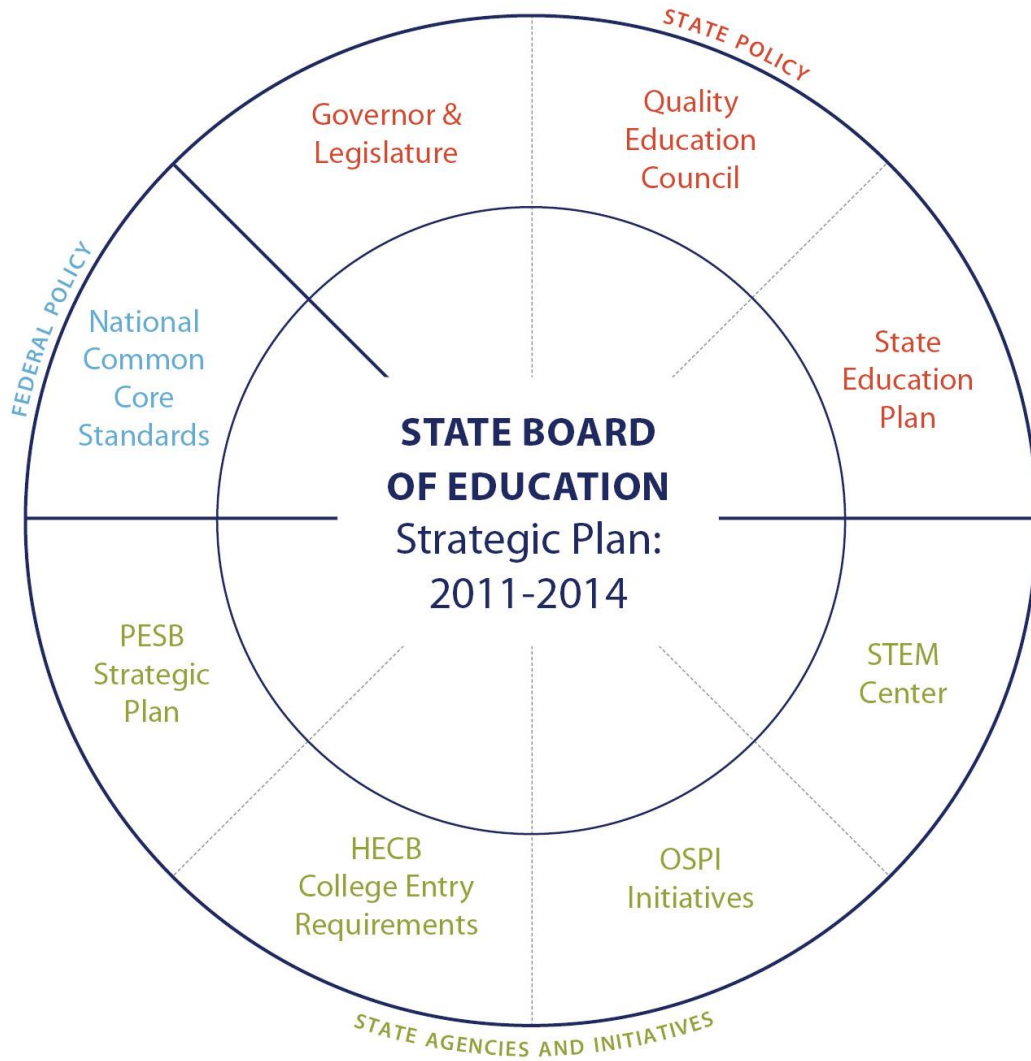 STATE POLICY
Governor &
Legislature
Quality
Education
Council
FEDERAL POLICY
National
Common
Core
Standards
State
Education
Plan
STATE BOARD
OF EDUCATION
Strategic Plan:
2011-2014
PESB
Strategic
Plan
STEM
Center
HECB
College Entry
Requirements
OSPI
Initiatives
STATE AGENCIES AND INITIATIVES